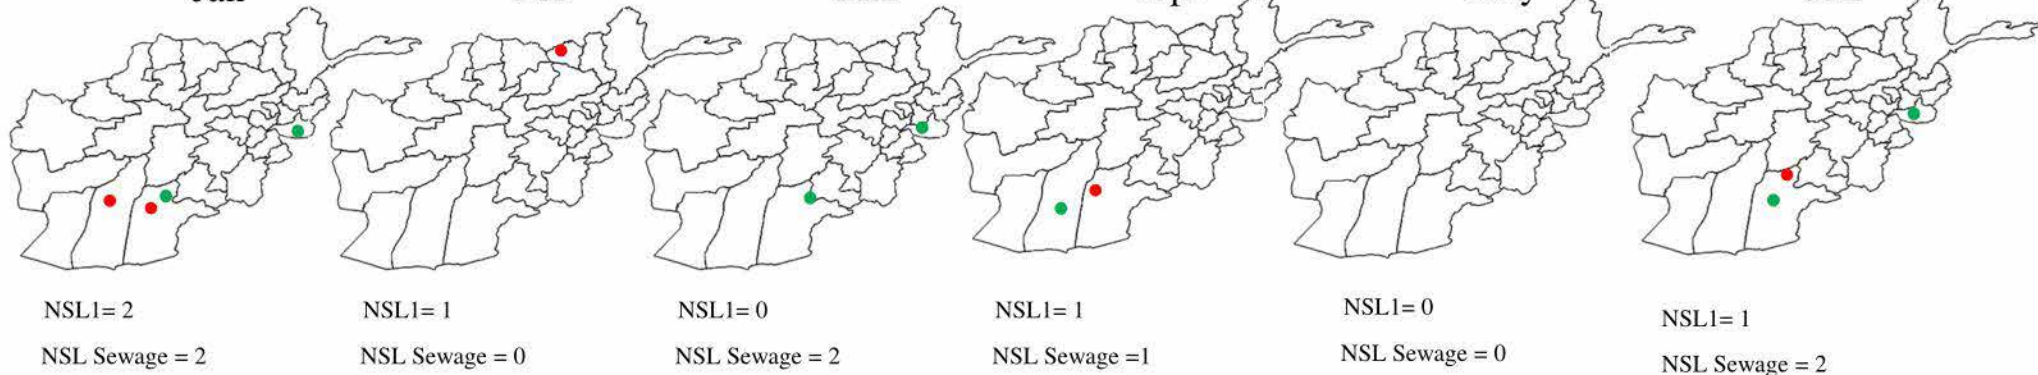 NSL1= 2
NSL Sewage = 2
NSL1= 1
NSL Sewage = 0
NSL1= 0
NSL Sewage = 2
NSL1= 1
NSL Sewage =1
NSL1= 0
NSL Sewage = 0
NSL1= 1
NSL Sewage = 2